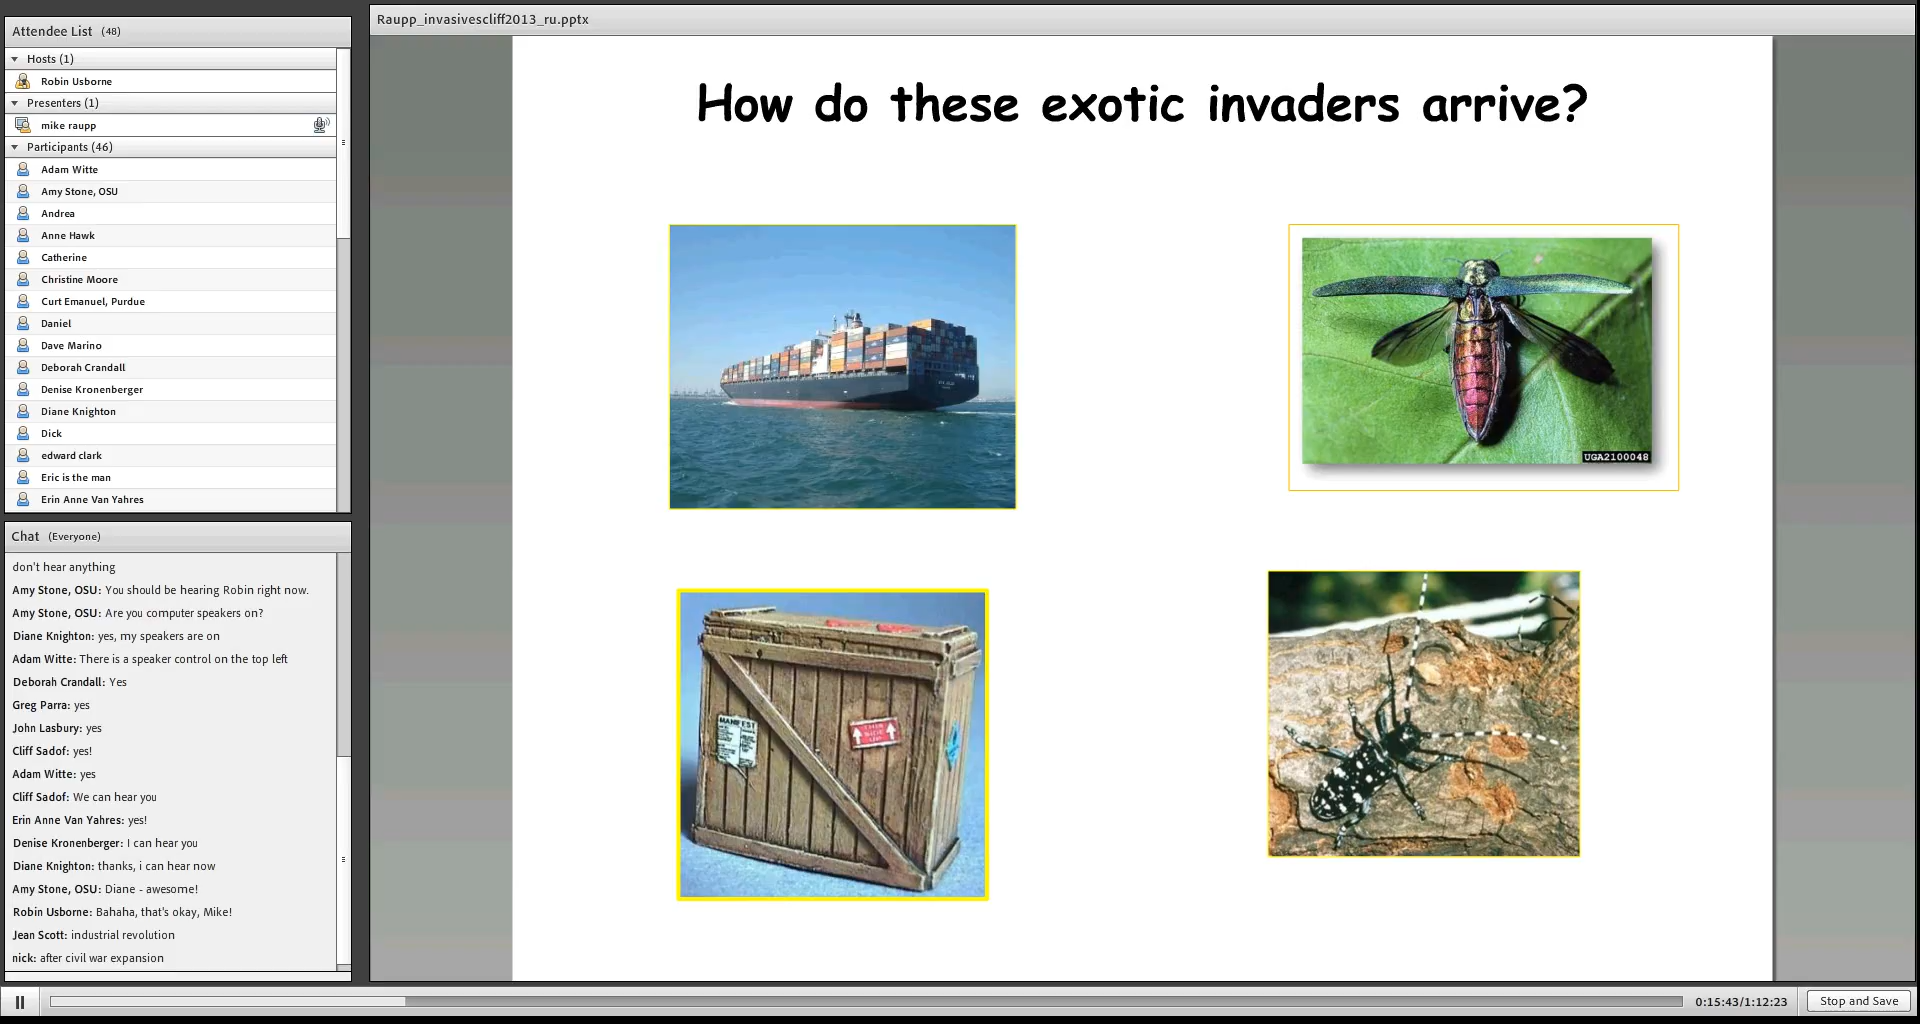 Attendee List (48)
Hosts (1)
Robin Usborne
Presenters (1)
mike raupp
Participants (46)
Adam Witte
Amy Stone, OSU
Andrea
Anne Hawk
Catherine
Christine Moore
Curt Emanuel, Purdue
Daniel
Dave Marino
Deborah Crandall
Denise Kronenberger
Diane Knighton
Dick
edward clark
Eric is the man
Erin Anne Van Yahres
Chat (Everyone)
don't hear anything
Amy Stone, OSU: You should be hearing Robin right now.
Amy Stone, OSU: Are you computer speakers on?
Diane Knighton: yes, my speakers are on
Adam Witte: There is a speaker control on the top left
Deborah Crandall: Yes
Greg Parra: yes
John Lasbury: yes
Cliff Sadof: yes!
Adam Witte: yes
Cliff Sadof: We can hear you
Erin Anne Van Yahres: yes!
Denise Kronenberger: I can hear you
Diane Knighton: thanks, i can hear now
Amy Stone, OSU: Diane - awesome!
Robin Usborne: Bahaha, that's okay, Mike!
Jean Scott: industrial revolution
nick: after civil war expansion
Raupp_invasivescliff2013_ru.pptx
How do these exotic invaders arrive?
UGA2100048
MANIFEST
THIS
SIDE
UP
0:15:43/1:12:23
Stop and Save